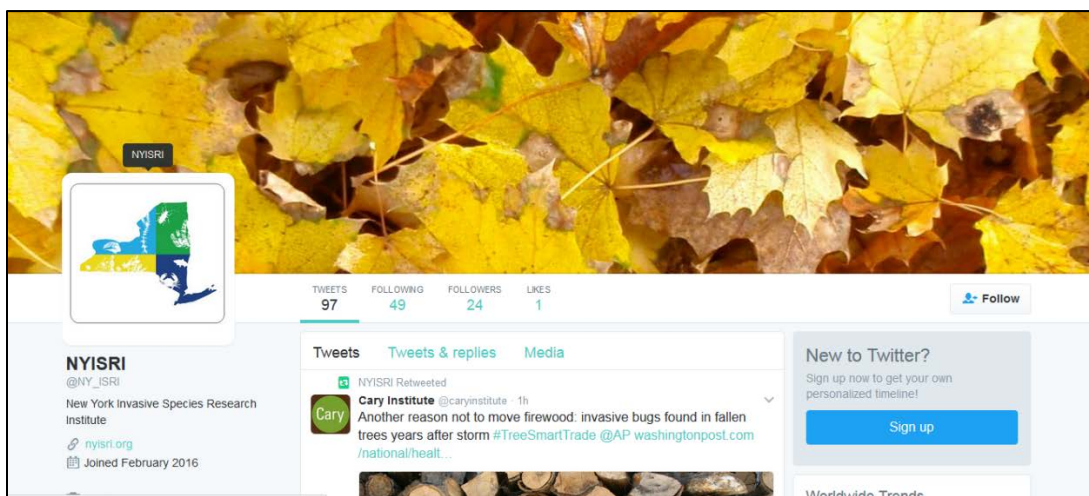 NYISRI
TWEETS
97
FOLLOWING
49
FOLLOWERS
24
LIKES
1
Follow
NYISRI
@NY_ISRI
New York Invasive Species Research
Institute
nyisri.org
Joined February 2016
Tweets
Tweets & replies
Media
NYISRI Retweeted
Cary
Cary Institute @caryinstitute · 1h
Another reason not to move firewood: invasive bugs found in fallen
trees years after storm #TreeSmartTrade @AP washingtonpost.com
/national/healt…
New to Twitter?
Sign up now to get your own
personalized timeline!
Sign up
Worldwide Trends